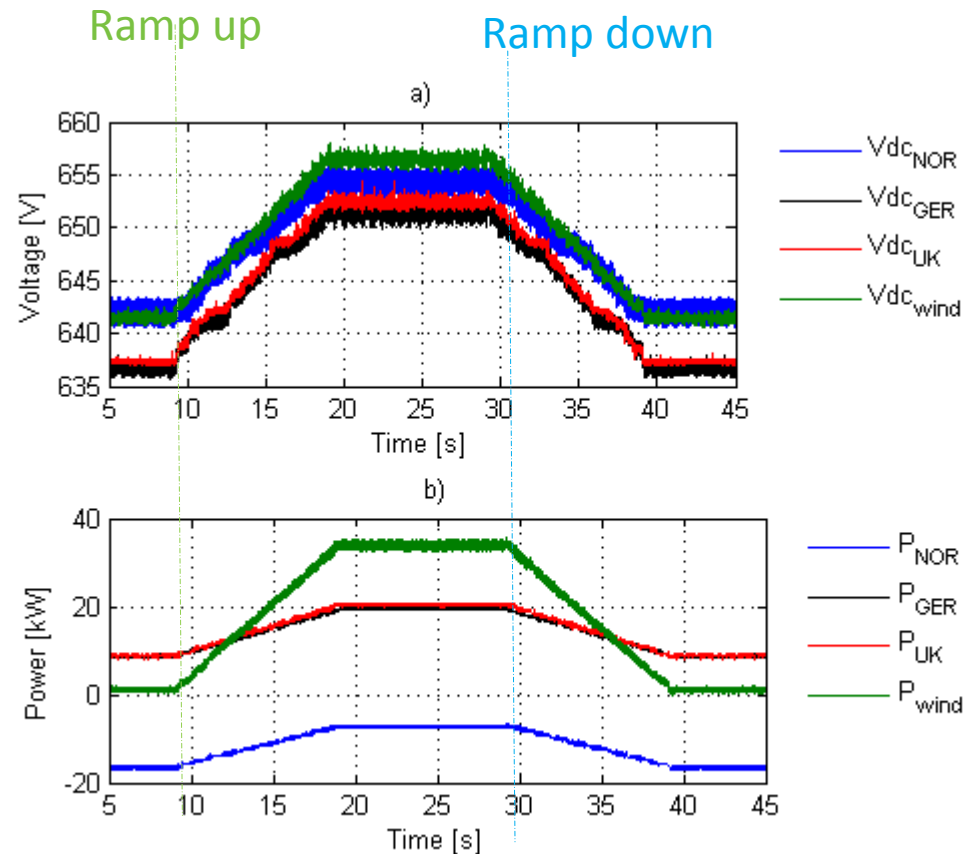 Ramp up
Ramp down
a)
660
655
650
645
640
635
Voltage [V]
5 10 15 20 25 30 35 40 45
Time [s]
Vdc_NOR
Vdc_GER
Vdc_UK
Vdc_wind
b)
40
20
0
-20
Power [kW]
5 10 15 20 25 30 35 40 45
Time [s]
P_NOR
P_GER
P_UK
P_wind